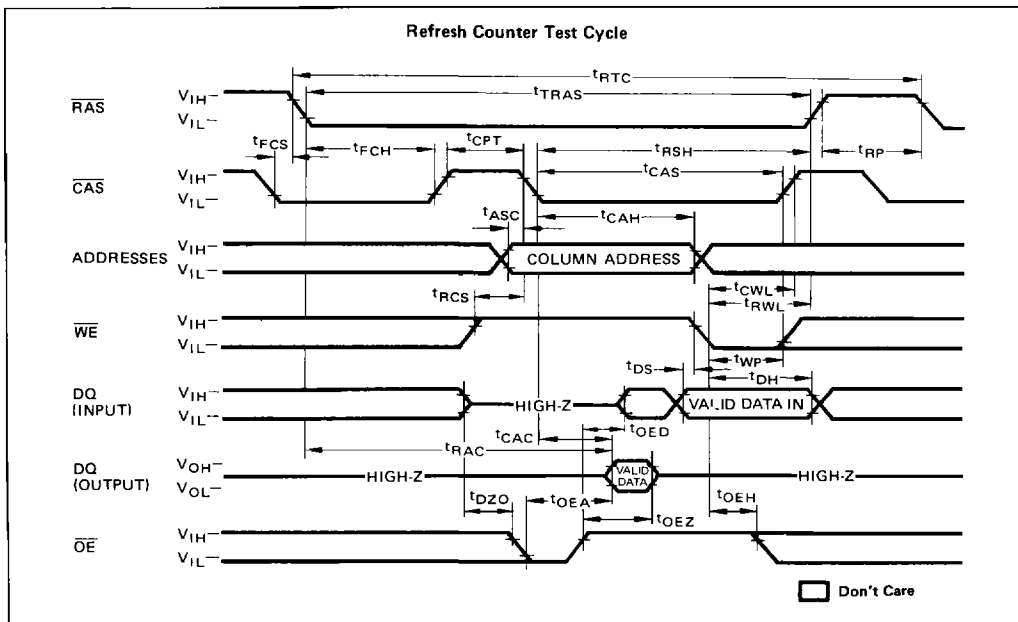 Refresh Counter Test Cycle
tRTC
RAS VIH
VIL
tTRAS
tFCS tFCH tCPT tRSH tRP
CAS VIH
VIL
tCAS
tASC tCAH
ADDRESSES VIH
VIL
COLUMN ADDRESS
tRCS tCWL
tRWL
WE VIH
VIL
tDS tWP
tDH
DQ (INPUT) VIH
VIL
HIGH-Z VALID DATA IN
tCAC tOED
tRAC
DQ (OUTPUT) VOH
VOL
HIGH-Z VALID DATA HIGH-Z
tDZO tOEA tOEZ tOEH
OE VIH
VIL
Don't Care